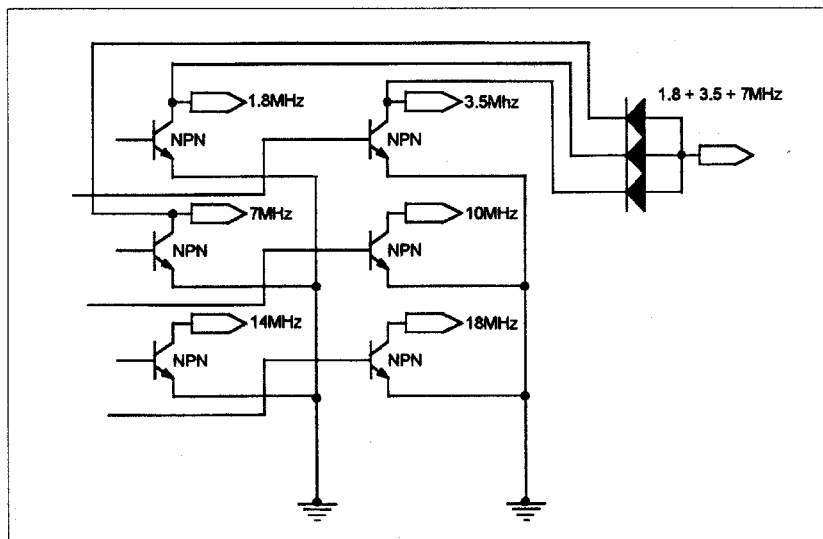 1.8MHz
3.5Mhz
1.8 + 3.5 + 7MHz
NPN
NPN
7MHz
10MHz
NPN
NPN
14MHz
18MHz
NPN
NPN